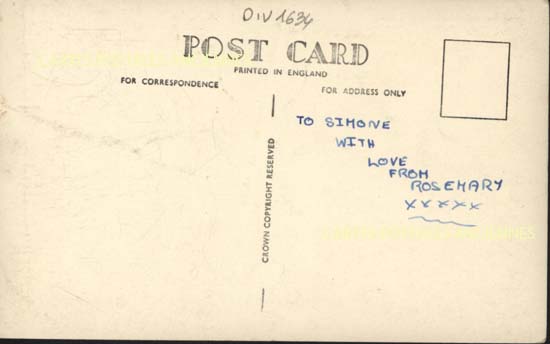 DIV 1634
POST CARD
PRINTED IN ENGLAND
FOR CORRESPONDENCE
FOR ADDRESS ONLY
CROWN COPYRIGHT RESERVED
TO SIMONE
WITH
LOVE
FROM
ROSEMARY
XXXXX